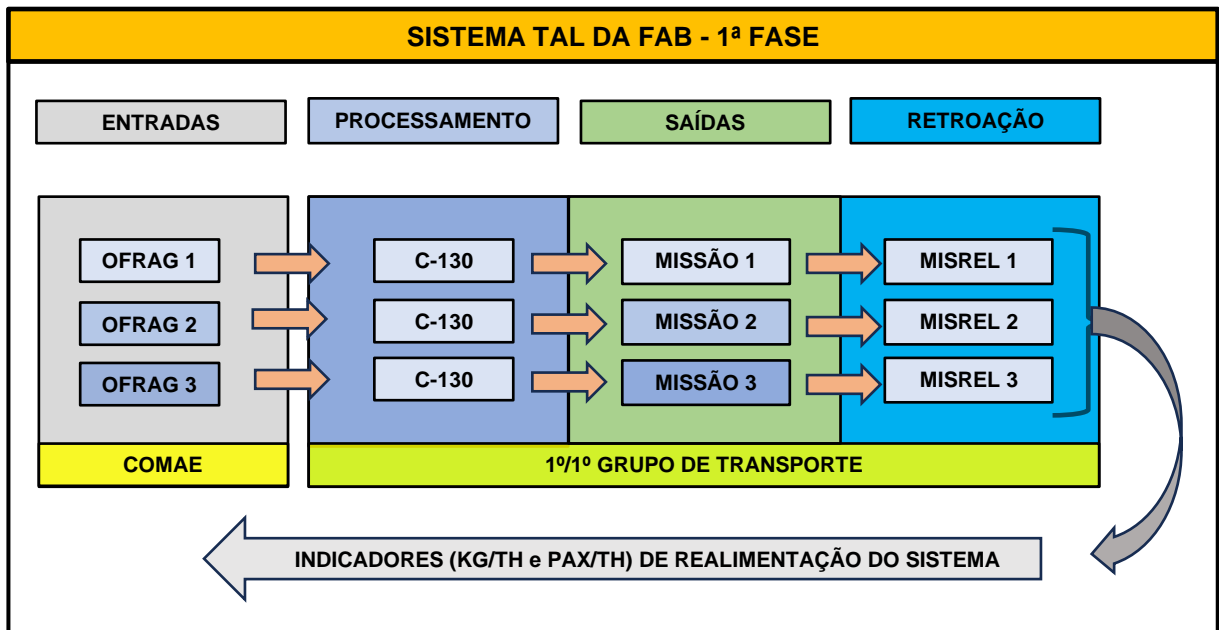 SISTEMA TAL DA FAB - 1ª FASE
ENTRADAS
PROCESSAMENTO
SAÍDAS
RETROAÇÃO
OFRAG 1
C-130
MISSÃO 1
MISREL 1
OFRAG 2
C-130
MISSÃO 2
MISREL 2
OFRAG 3
C-130
MISSÃO 3
MISREL 3
COMAE
1º/1º GRUPO DE TRANSPORTE
INDICADORES (KG/TH e PAX/TH) DE REALIMENTAÇÃO DO SISTEMA